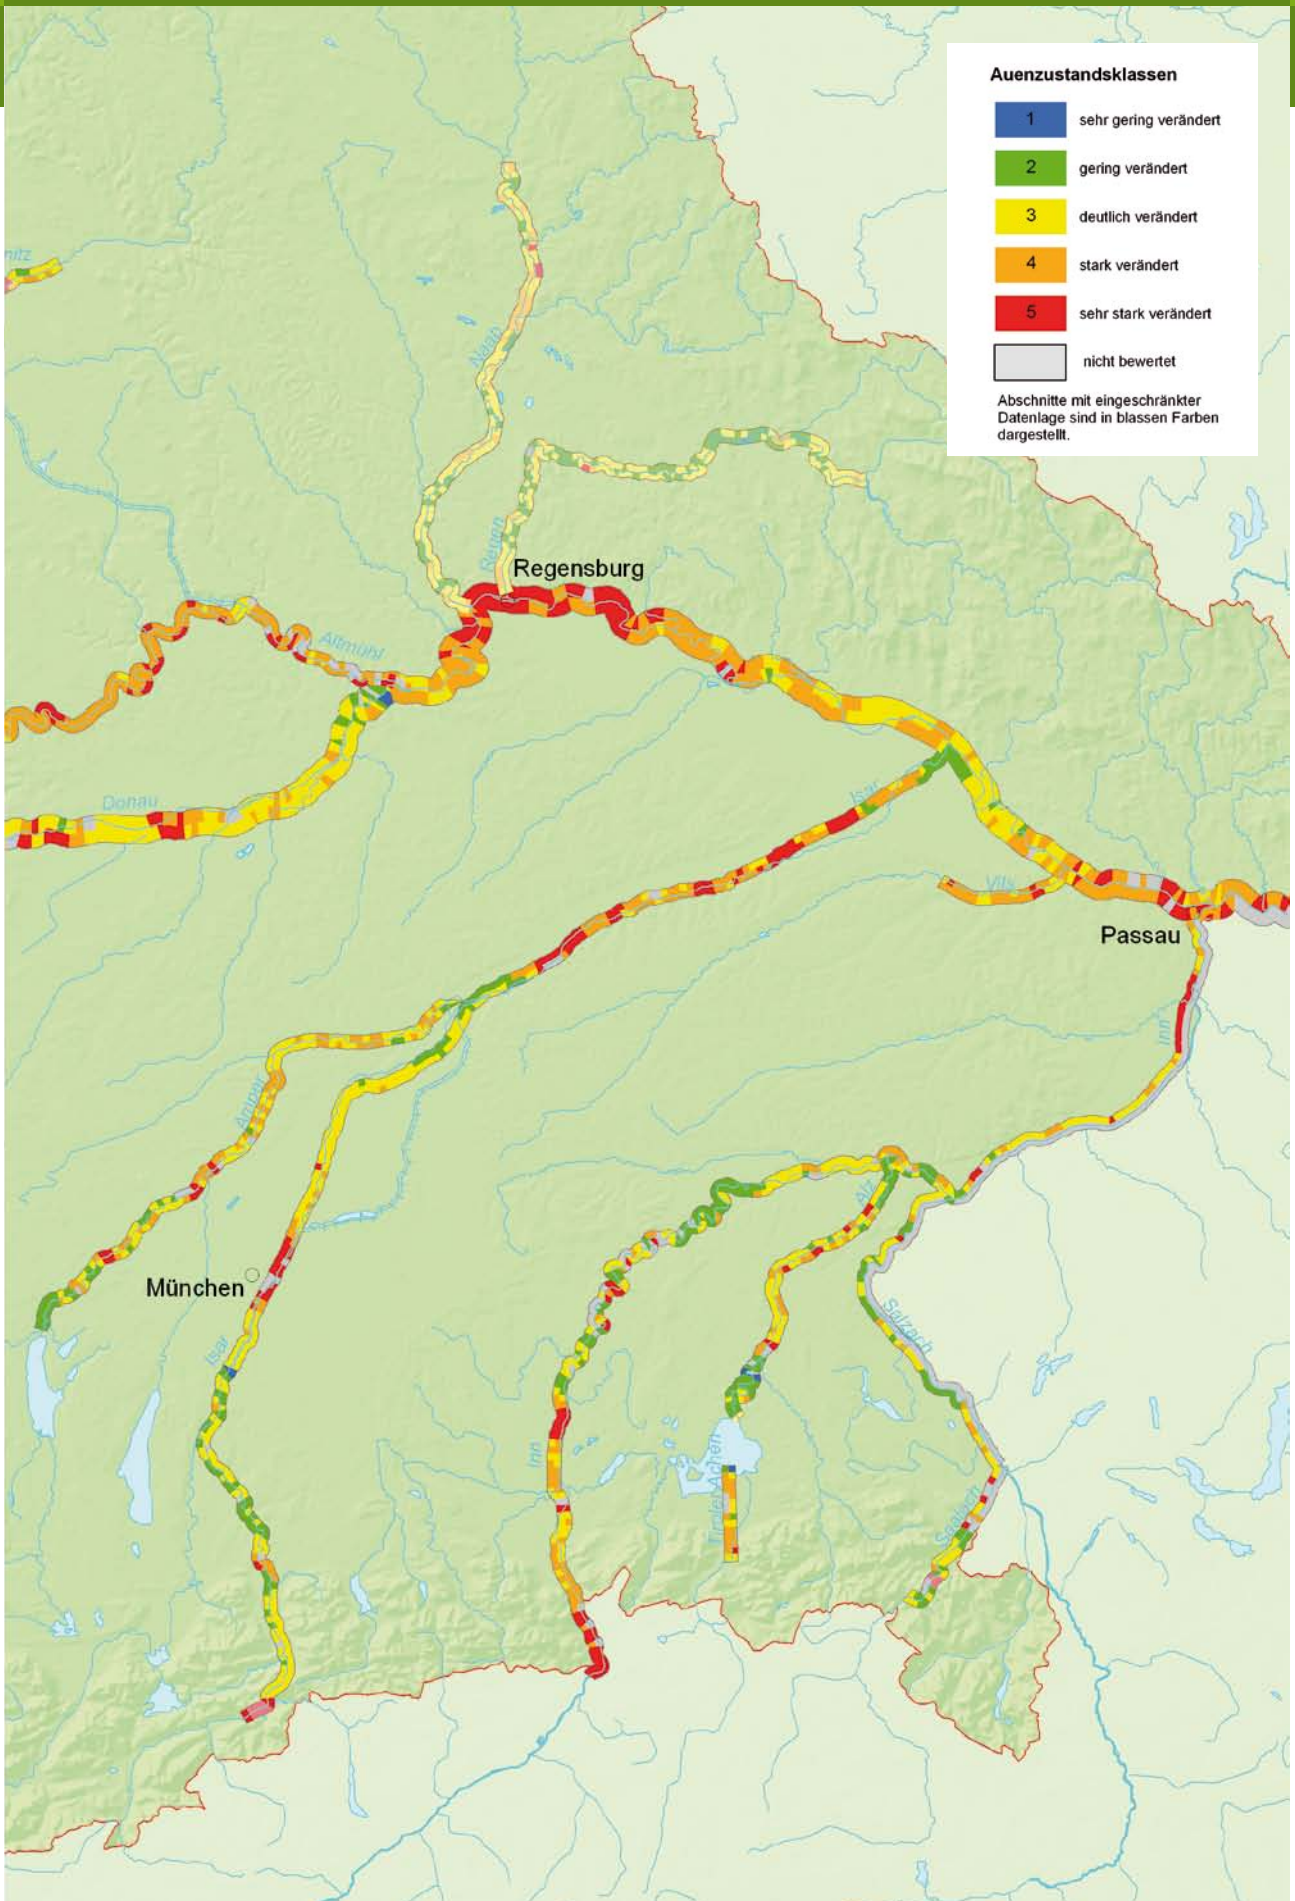 Auenzustandsklassen
1 sehr gering verändert
2 gering verändert
3 deutlich verändert
4 stark verändert
5 sehr stark verändert
nicht bewertet
Abschnitte mit eingeschränkter
Datenlage sind in blassen Farben
dargestellt.
nitz
Naab
Regen
Regensburg
Altmühl
Donau
Isar
Vils
Passau
Inn
Amper
Alz
München
Salzach
Isar
Inn
Achen
Saalach